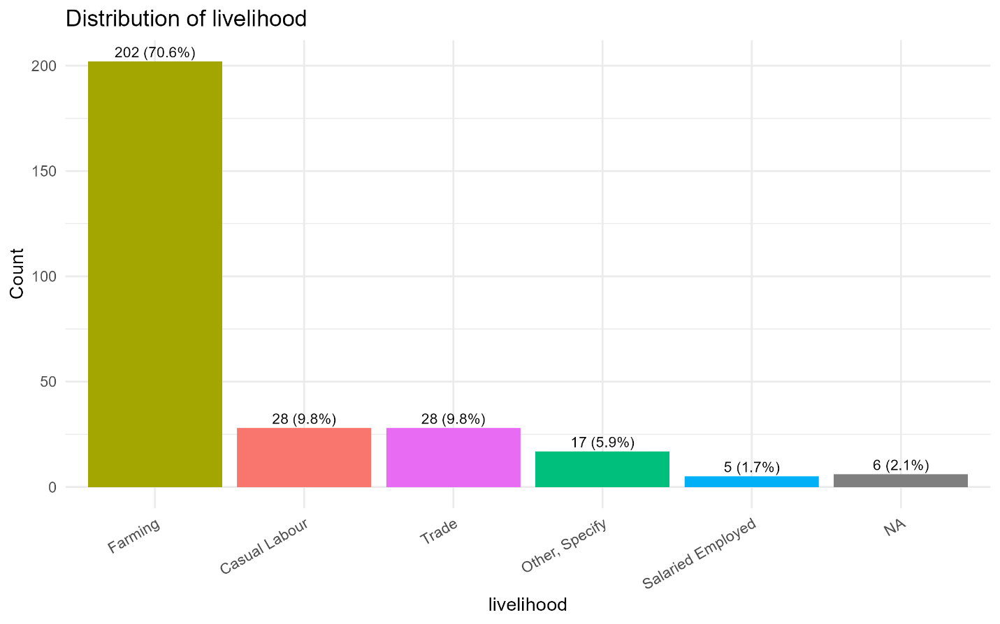 Distribution of livelihood
202 (70.6%)
28 (9.8%)
28 (9.8%)
17 (5.9%)
5 (1.7%)
6 (2.1%)
200
150
100
50
0
Count
Farming
Casual Labour
Trade
Other, Specify
Salaried Employed
NA
livelihood